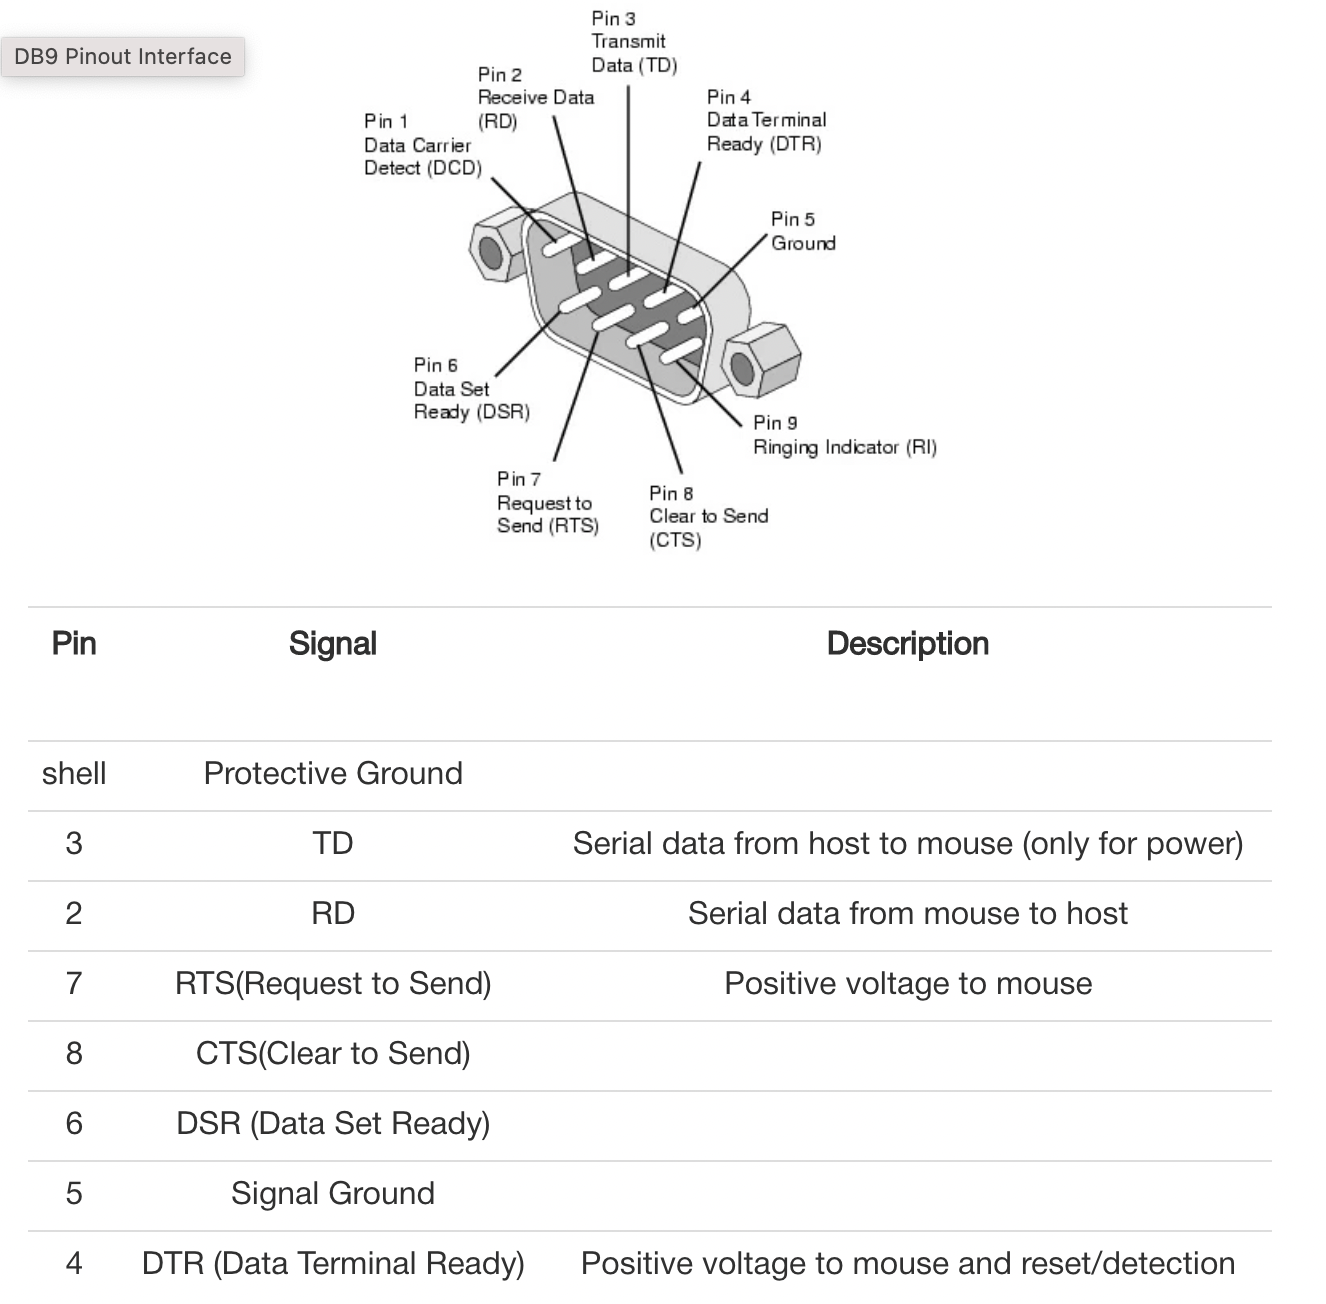 DB9 Pinout Interface
Pin 3
Transmit
Data (TD)
Pin 2
Receive Data
(RD)
Pin 4
Data Terminal
Ready (DTR)
Pin 1
Data Carrier
Detect (DCD)
Pin 5
Ground
Pin 6
Data Set
Ready (DSR)
Pin 9
Ringing Indicator (RI)
Pin 7
Request to
Send (RTS)
Pin 8
Clear to Send
(CTS)
Pin Signal Description
shell Protective Ground
3 TD Serial data from host to mouse (only for power)
2 RD Serial data from mouse to host
7 RTS(Request to Send) Positive voltage to mouse
8 CTS(Clear to Send)
6 DSR (Data Set Ready)
5 Signal Ground
4 DTR (Data Terminal Ready) Positive voltage to mouse and reset/detection